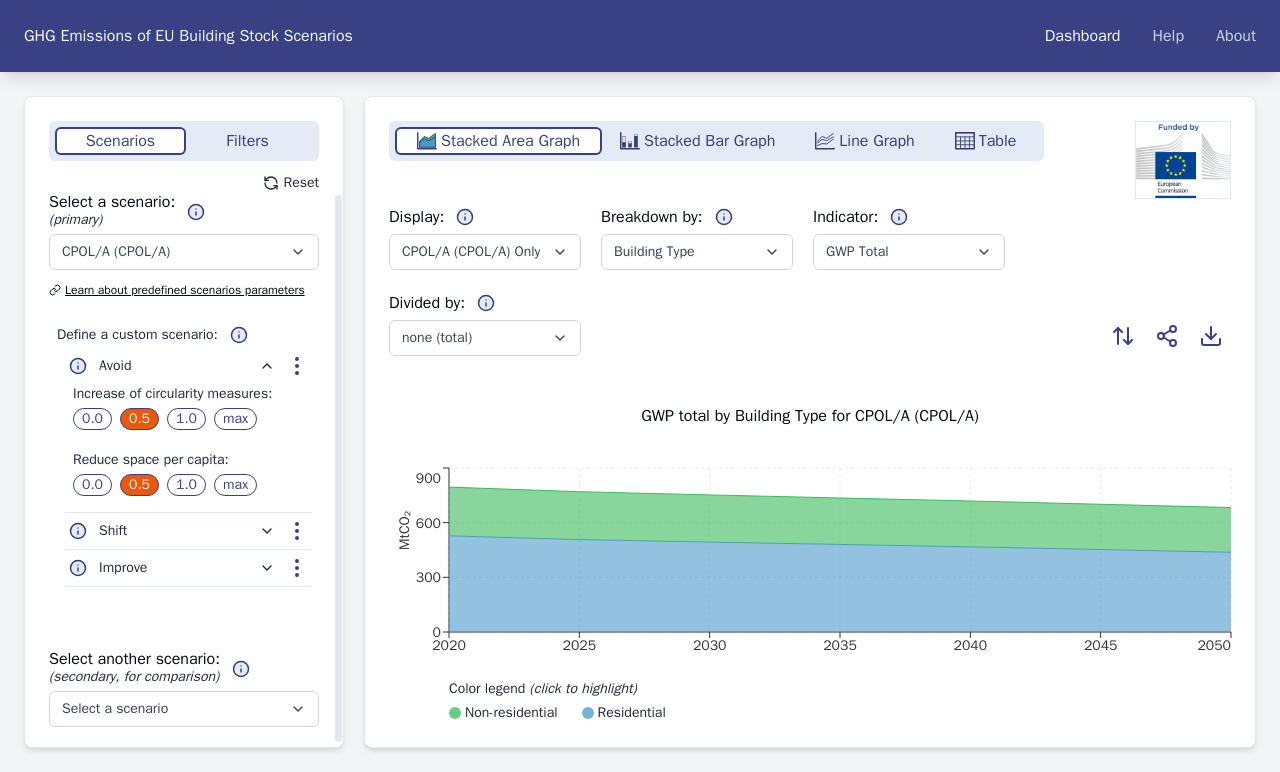 GHG Emissions of EU Building Stock Scenarios
Dashboard
Help
About
Scenarios
Filters
Reset
Select a scenario:
(primary)
CPOL/A (CPOL/A)
Learn about predefined scenarios parameters
Define a custom scenario:
Avoid
Increase of circularity measures:
0.0 0.5 1.0 max
Reduce space per capita:
0.0 0.5 1.0 max
Shift
Improve
Select another scenario:
(secondary, for comparison)
Select a scenario
Stacked Area Graph
Stacked Bar Graph
Line Graph
Table
Funded by
European
Commission
Display:
CPOL/A (CPOL/A) Only
Breakdown by:
Building Type
Indicator:
GWP Total
Divided by:
none (total)
GWP total by Building Type for CPOL/A (CPOL/A)
MtCO₂
900
600
300
0
2020 2025 2030 2035 2040 2045 2050
Color legend (click to highlight)
Non-residential Residential